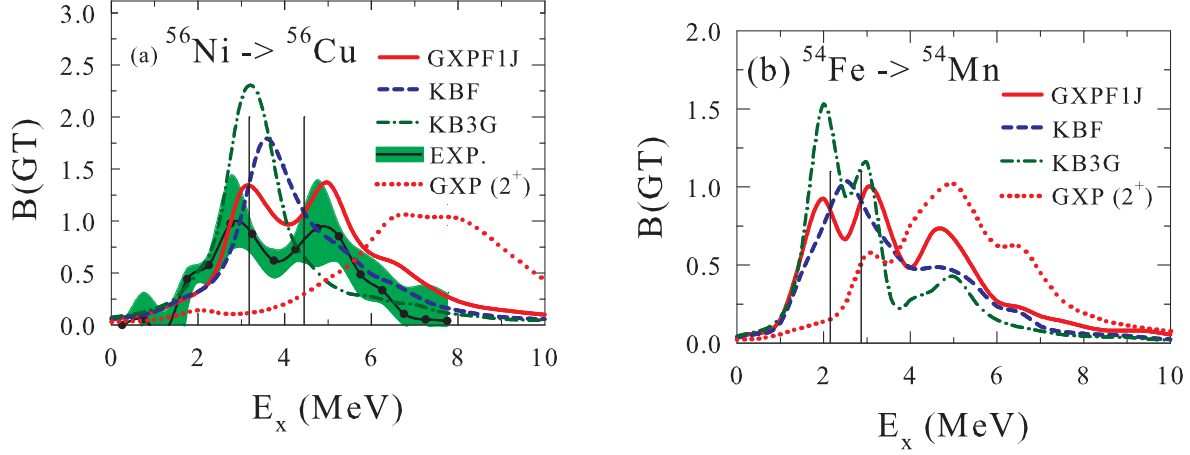 (a) ⁵⁶Ni -> ⁵⁶Cu
GXPF1J
KBF
KB3G
EXP.
GXP (2⁺)
B(GT)
3.0
2.5
2.0
1.5
1.0
0.5
0.0
0 2 4 6 8 10
Eₓ (MeV)
(b) ⁵⁴Fe -> ⁵⁴Mn
GXPF1J
KBF
KB3G
GXP (2⁺)
B(GT)
2.0
1.5
1.0
0.5
0.0
0 2 4 6 8 10
Eₓ (MeV)